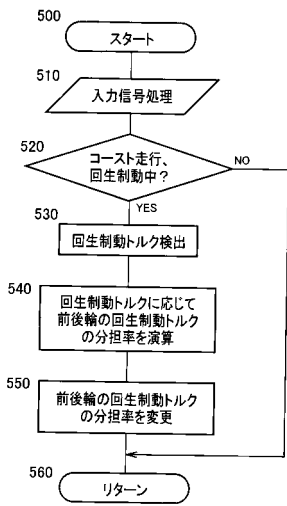 500
スタート
510
入力信号処理
520
コースト走行、
回生制動中？
NO
YES
530
回生制動トルク検出
540
回生制動トルクに応じて
前後輪の回生制動トルク
の分担率を演算
550
前後輪の回生制動トルク
の分担率を変更
560
リターン